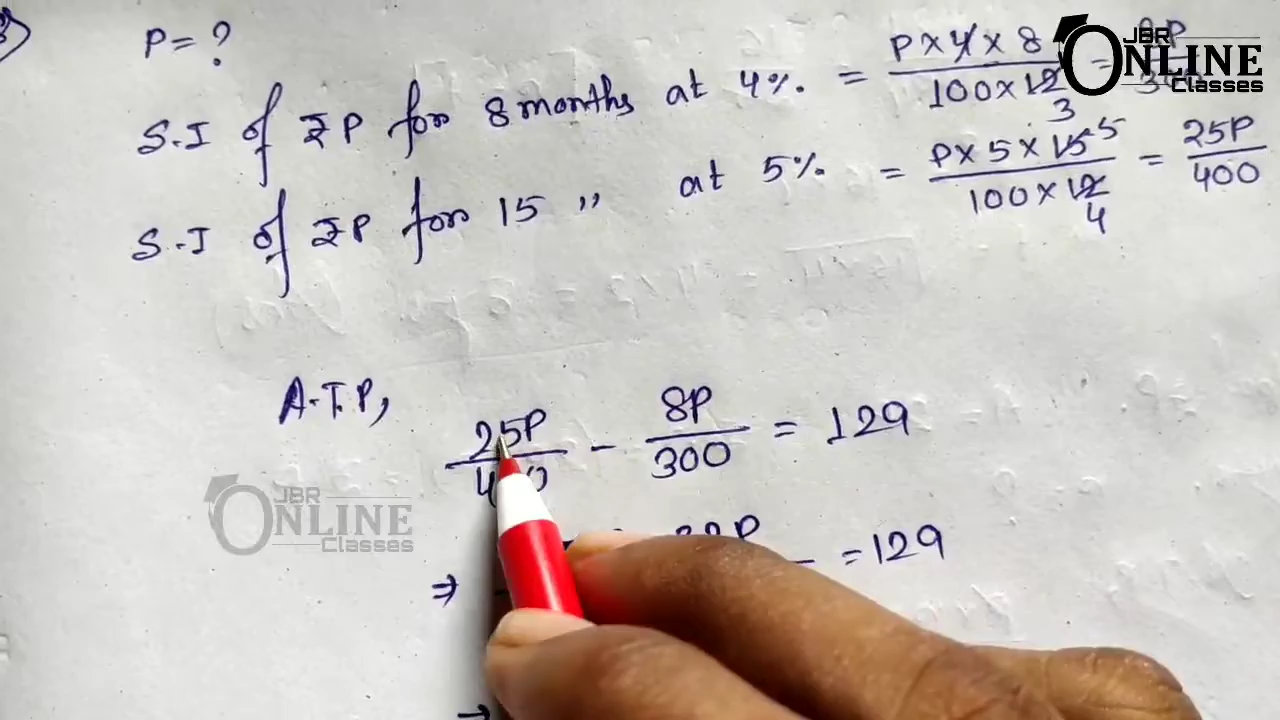 P = ?
S.I of ₹P for 8 months at 4% = P × 4 × 8 / 100 × 12 3 =
S.I of ₹P for 15 " at 5% = P × 5 × 15 5 / 100 × 12 4 = 25P / 400
A.T.P, 25P / 400 - 8P / 300 = 129
⇒ = 129
⇒
JBR
ONLINE
Classes
JBR
ONLINE
Classes